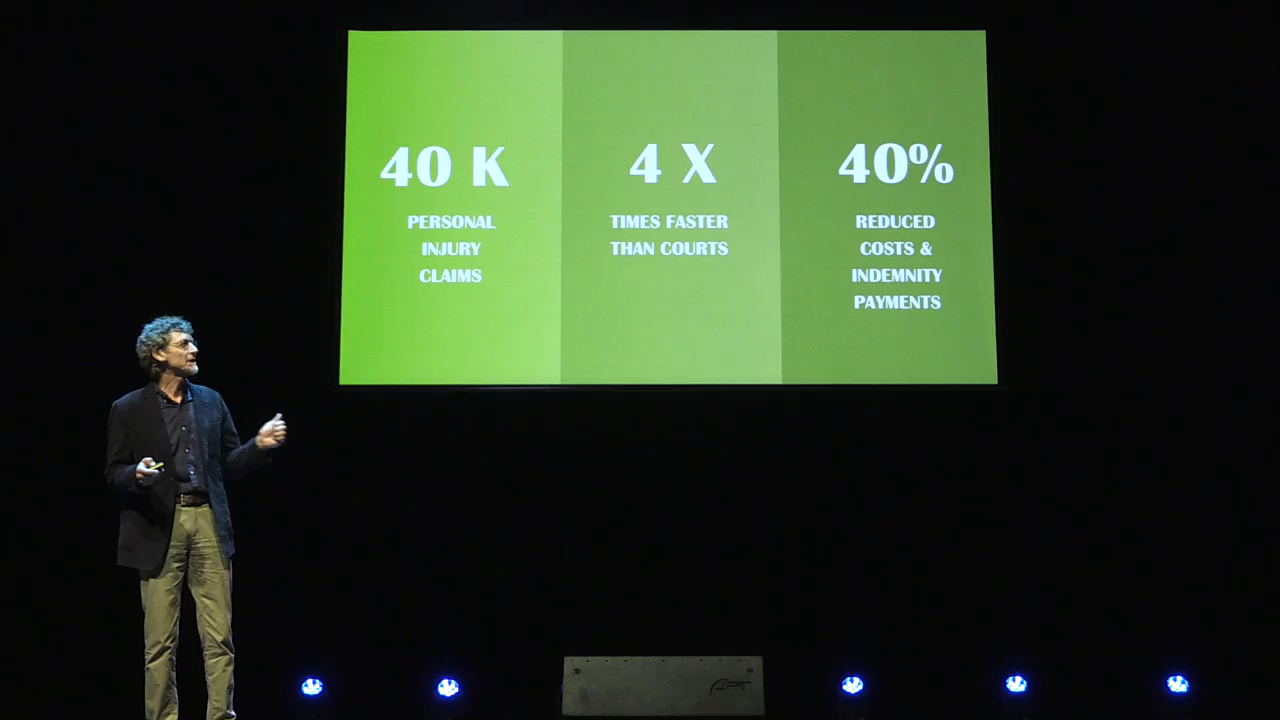 40 K
PERSONAL
INJURY
CLAIMS
4 X
TIMES FASTER
THAN COURTS
40%
REDUCED
COSTS &
INDEMNITY
PAYMENTS